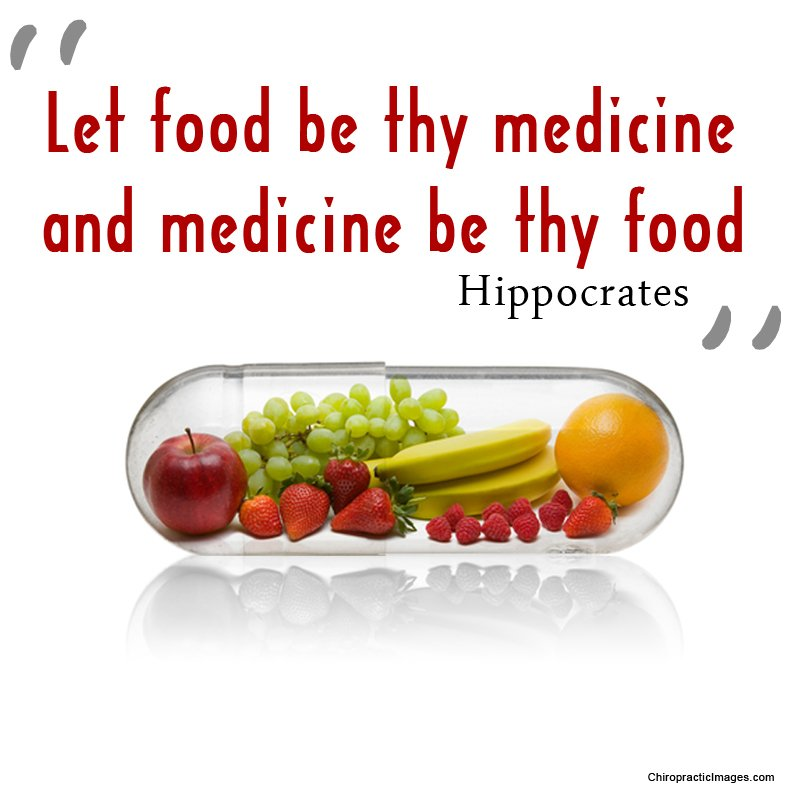 “
Let food be thy medicine
and medicine be thy food
Hippocrates
”
ChiropracticImages.com